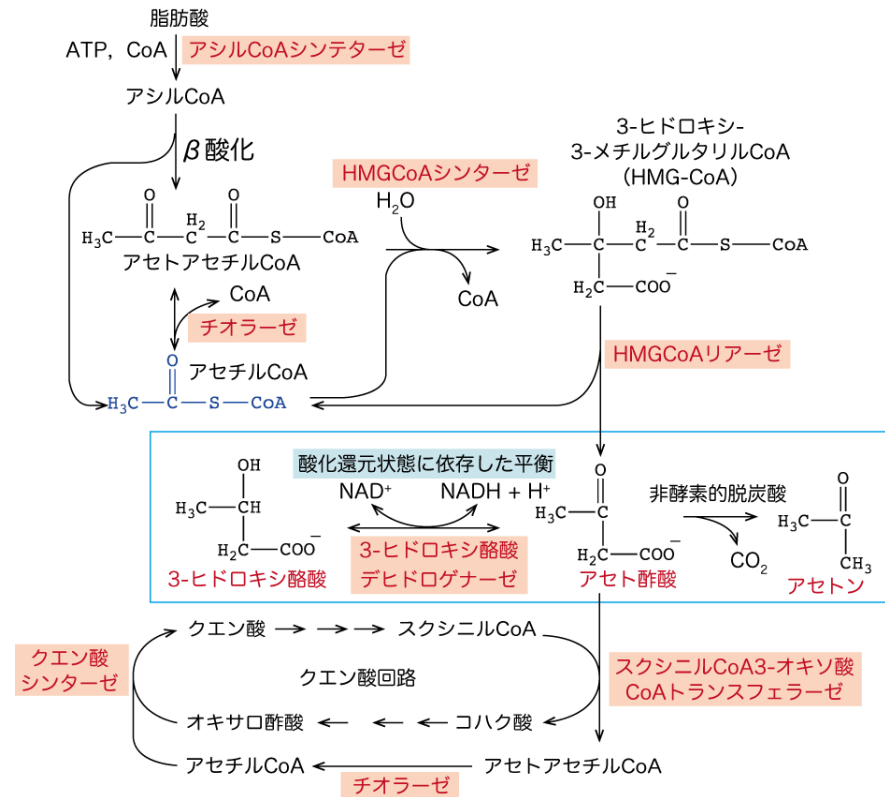 脂肪酸
ATP, CoA
アシルCoAシンテターゼ
アシルCoA
β酸化
O
O
H₂
H₃C—C—C—C—S—CoA
アセトアセチルCoA
CoA
チオラーゼ
アセチルCoA
O
H₃C—C—S—CoA
HMGCoAシンターゼ
H₂O
CoA
3-ヒドロキシ-
3-メチルグルタリルCoA
(HMG-CoA)
OH
O
H₂
H₃C—C—C—C—S—CoA
H₂C—COO⁻
HMGCoAリアーゼ
酸化還元状態に依存した平衡
NAD⁺
NADH + H⁺
OH
H₃C—CH
H₂C—COO⁻
3-ヒドロキシ酪酸
3-ヒドロキシ酪酸
デヒドロゲナーゼ
O
H₃C—C
H₂C—COO⁻
アセト酢酸
非酵素的脱炭酸
CO₂
O
H₃C—C
CH₃
アセトン
クエン酸
シンターゼ
クエン酸
スクシニルCoA
クエン酸回路
オキサロ酢酸
コハク酸
スクシニルCoA3-オキソ酸
CoAトランスフェラーゼ
アセチルCoA
チオラーゼ
アセトアセチルCoA